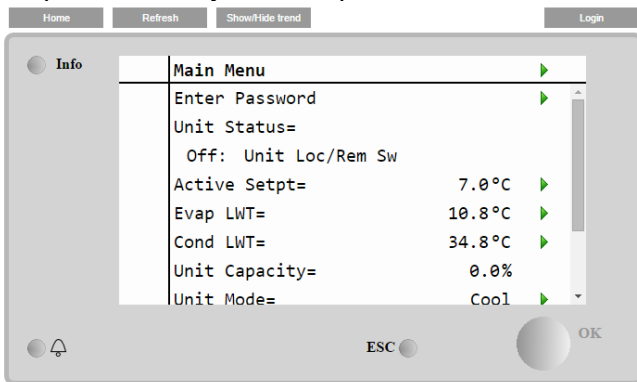 Home Refresh Show/Hide trend Login
Info
Main Menu
Enter Password
Unit Status=
Off: Unit Loc/Rem Sw
Active Setpt= 7.0°C
Evap LWT= 10.8°C
Cond LWT= 34.8°C
Unit Capacity= 0.0%
Unit Mode= Cool
ESC OK